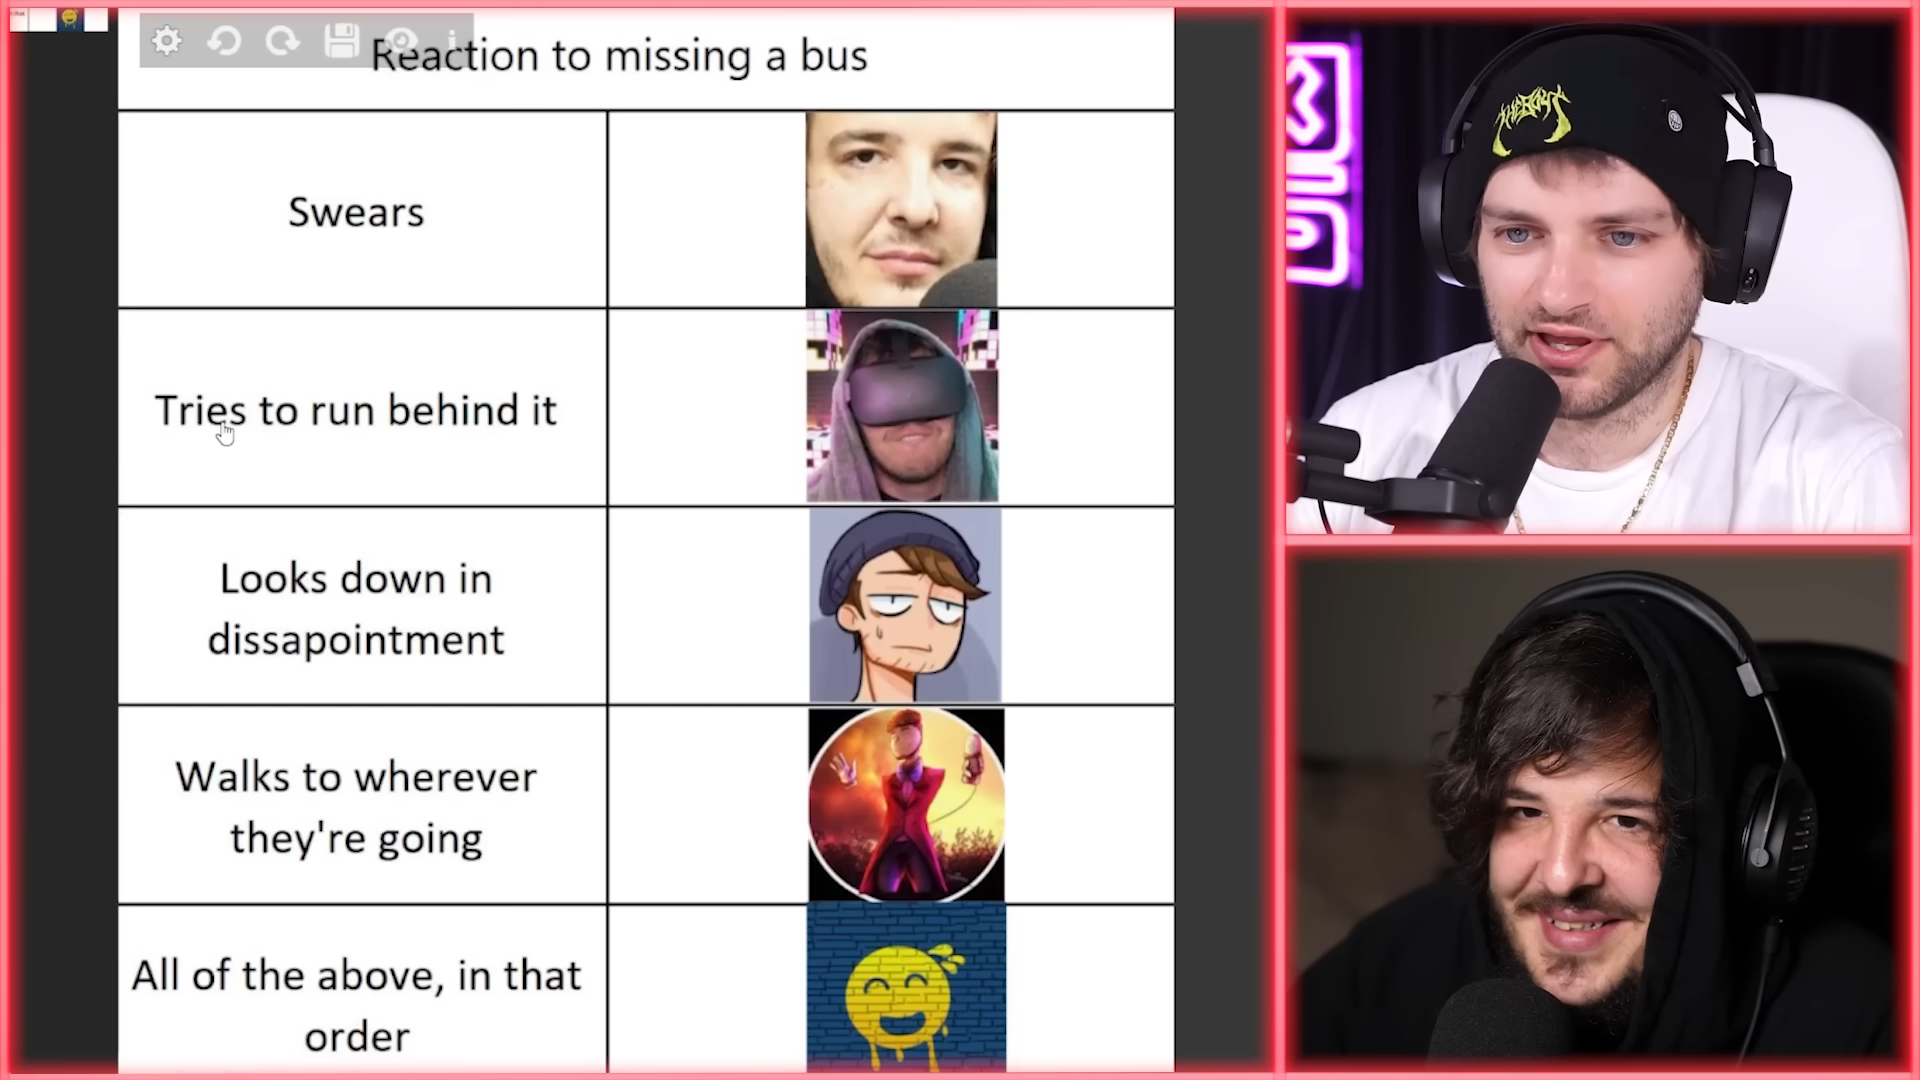 Reaction to missing a bus
Swears
Tries to run behind it
Looks down in
dissapointment
Walks to wherever
they're going
All of the above, in that
order
THEBOYS